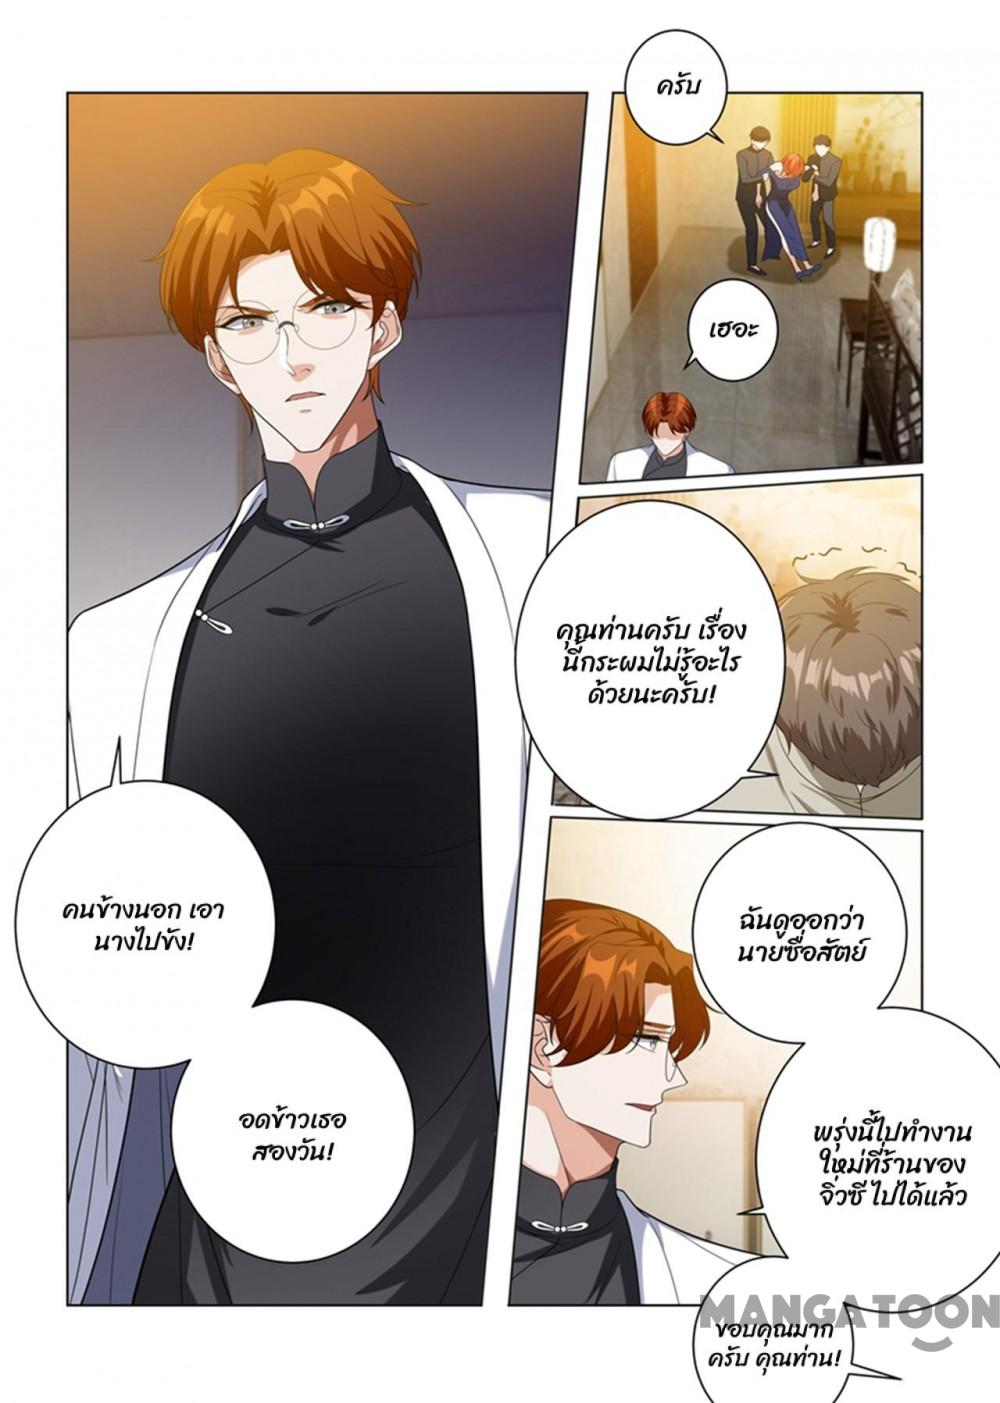 คนข้างนอก เอา
นางไปขัง!
อดข้าวเธอ
สองวัน!
ครับ
เฮอะ
คุณท่านครับ เรื่อง
นี้กระผมไม่รู้อะไร
ด้วยนะครับ!
ฉันดูออกว่า
นายซื่อสัตย์
พรุ่งนี้ไปทำงาน
ใหม่ที่ร้านของ
จิ่วซี ไปได้แล้ว
ขอบคุณมาก
ครับ คุณท่าน!
MANGATOON